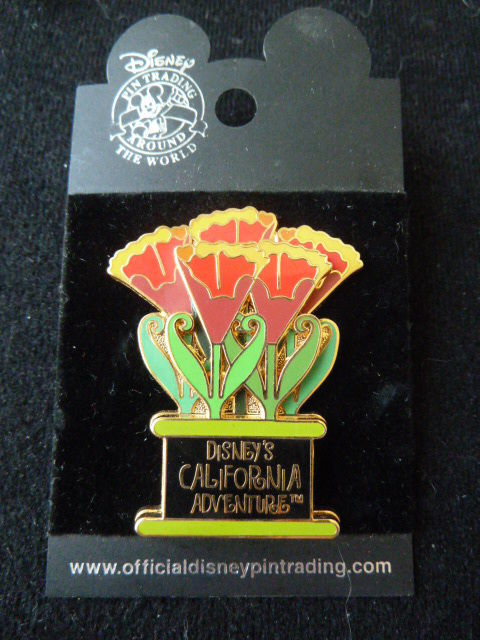 Disney
PIN TRADING
AROUND
THE WORLD
DISNEY'S
CALIFORNIA
ADVENTURE™
www.officialdisneypintrading.com